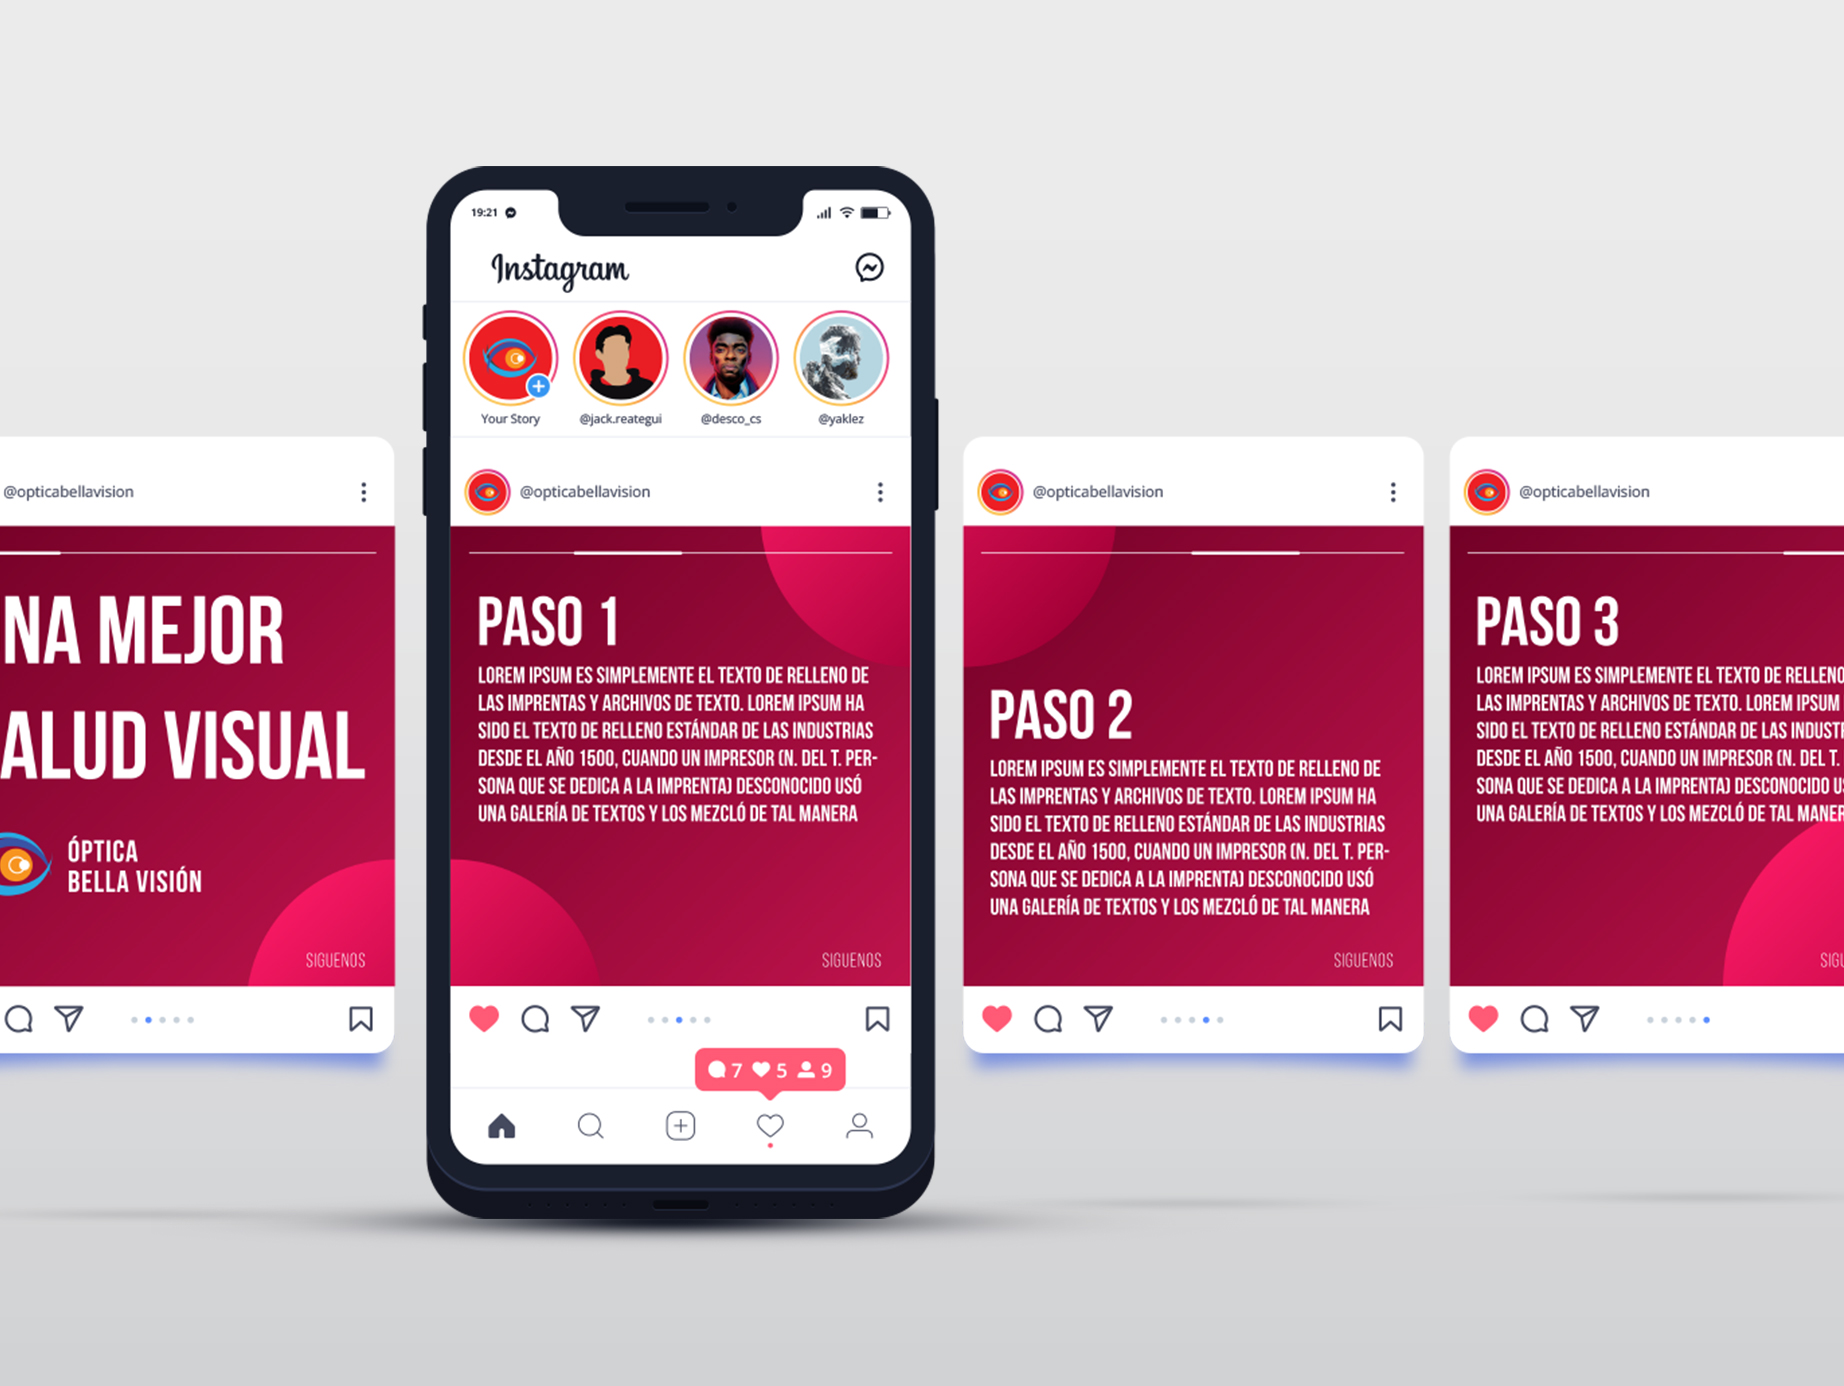 @opticabellavision
NA MEJOR
ALUD VISUAL
ÓPTICA
BELLA VISIÓN
SIGUENOS
19:21
Instagram
Your Story
@jack.reategui
@desco_cs
@yaklez
@opticabellavision
PASO 1
LOREM IPSUM ES SIMPLEMENTE EL TEXTO DE RELLENO DE
LAS IMPRENTAS Y ARCHIVOS DE TEXTO. LOREM IPSUM HA
SIDO EL TEXTO DE RELLENO ESTÁNDAR DE LAS INDUSTRIAS
DESDE EL AÑO 1500, CUANDO UN IMPRESOR (N. DEL T. PER-
SONA QUE SE DEDICA A LA IMPRENTA) DESCONOCIDO USÓ
UNA GALERÍA DE TEXTOS Y LOS MEZCLÓ DE TAL MANERA
SIGUENOS
7 5 9
@opticabellavision
PASO 2
LOREM IPSUM ES SIMPLEMENTE EL TEXTO DE RELLENO DE
LAS IMPRENTAS Y ARCHIVOS DE TEXTO. LOREM IPSUM HA
SIDO EL TEXTO DE RELLENO ESTÁNDAR DE LAS INDUSTRIAS
DESDE EL AÑO 1500, CUANDO UN IMPRESOR (N. DEL T. PER-
SONA QUE SE DEDICA A LA IMPRENTA) DESCONOCIDO USÓ
UNA GALERÍA DE TEXTOS Y LOS MEZCLÓ DE TAL MANERA
SIGUENOS
@opticabellavision
PASO 3
LOREM IPSUM ES SIMPLEMENTE EL TEXTO DE RELLENO
LAS IMPRENTAS Y ARCHIVOS DE TEXTO. LOREM IPSUM
SIDO EL TEXTO DE RELLENO ESTÁNDAR DE LAS INDUST
DESDE EL AÑO 1500, CUANDO UN IMPRESOR (N. DEL T.
SONA QUE SE DEDICA A LA IMPRENTA) DESCONOCIDO U
UNA GALERÍA DE TEXTOS Y LOS MEZCLÓ DE TAL MANER
SIG